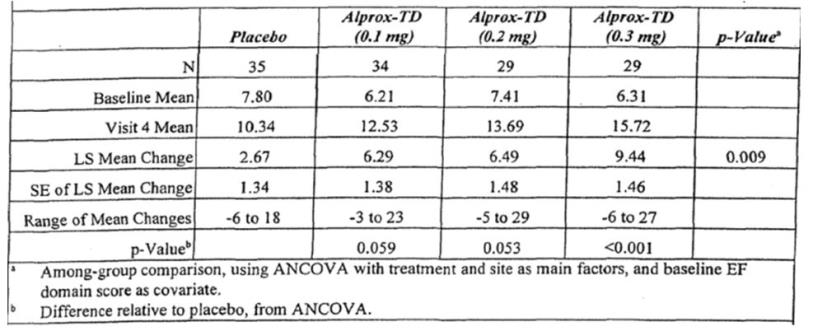 Placebo Alprox-TD (0.1 mg) Alprox-TD (0.2 mg) Alprox-TD (0.3 mg) p-Valueᵃ
N 35 34 29 29
Baseline Mean 7.80 6.21 7.41 6.31
Visit 4 Mean 10.34 12.53 13.69 15.72
LS Mean Change 2.67 6.29 6.49 9.44 0.009
SE of LS Mean Change 1.34 1.38 1.48 1.46
Range of Mean Changes -6 to 18 -3 to 23 -5 to 29 -6 to 27
p-Valueᵇ 0.059 0.053 <0.001
a Among-group comparison, using ANCOVA with treatment and site as main factors, and baseline EF
domain score as covariate.
b Difference relative to placebo, from ANCOVA.